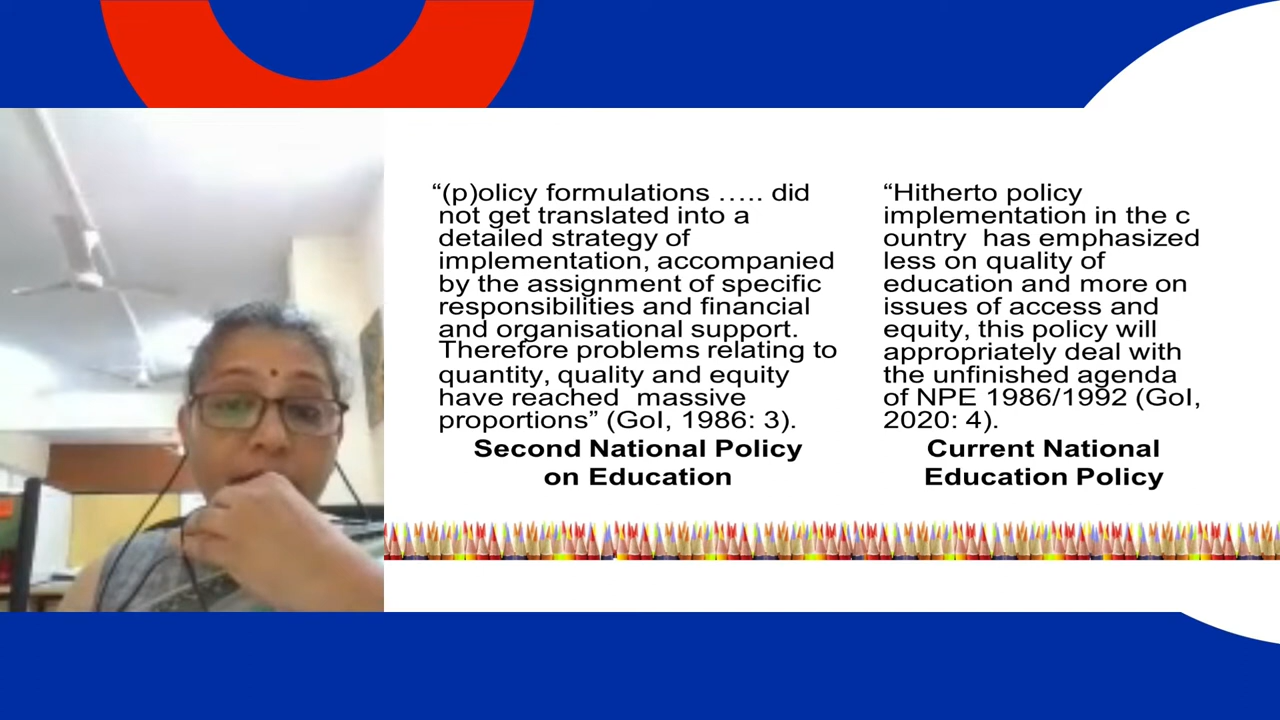 “(p)olicy formulations ….. did
not get translated into a
detailed strategy of
implementation, accompanied
by the assignment of specific
responsibilities and financial
and organisational support.
Therefore problems relating to
quantity, quality and equity
have reached  massive
proportions” (GoI, 1986: 3).
Second National Policy
on Education
“Hitherto policy
implementation in the c
ountry  has emphasized
less on quality of
education and more on
issues of access and
equity, this policy will
appropriately deal with
the unfinished agenda
of NPE 1986/1992 (GoI,
2020: 4).
Current National
Education Policy